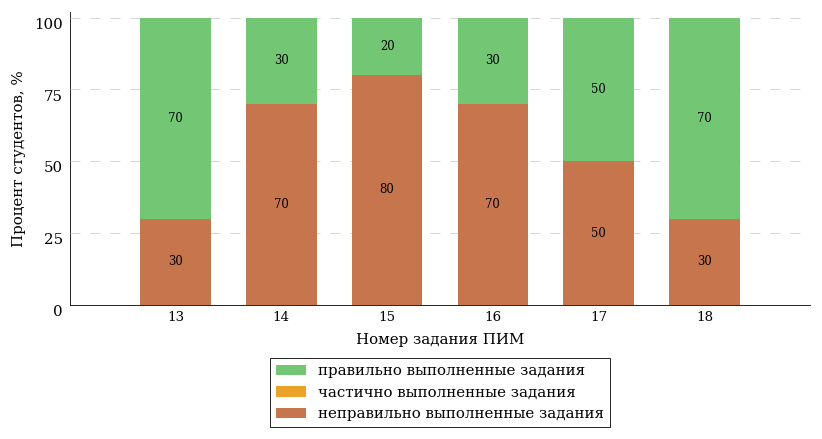 Процент студентов, %
100
75
50
25
0
70 30 20 30 50 70
30 70 80 70 50 30
13 14 15 16 17 18
Номер задания ПИМ
правильно выполненные задания
частично выполненные задания
неправильно выполненные задания